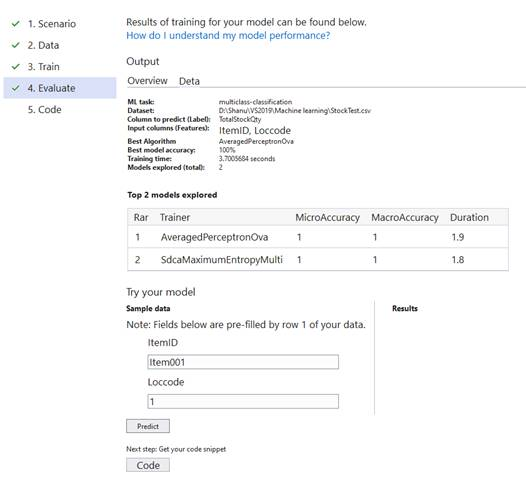 1. Scenario
2. Data
3. Train
4. Evaluate
5. Code
Results of training for your model can be found below.
How do I understand my model performance?
Output
Overview Deta
ML task: multiclass-classification
Dataset: D:\Shanu\VS2019\Machine learning\StockTest.csv
Column to predict (Label): TotalStockQty
Input columns (Features): ItemID, Loccode
Best Algorithm AveragedPerceptronOva
Best model accuracy: 100%
Training time: 3.7005684 seconds
Models explored (total): 2
Top 2 models explored
Rar Trainer MicroAccuracy MacroAccuracy Duration
1 AveragedPerceptronOva 1 1 1.9
2 SdcaMaximumEntropyMulti 1 1 1.8
Try your model
Sample data Results
Note: Fields below are pre-filled by row 1 of your data.
ItemID
Item001
Loccode
1
Predict
Next step: Get your code snippet
Code